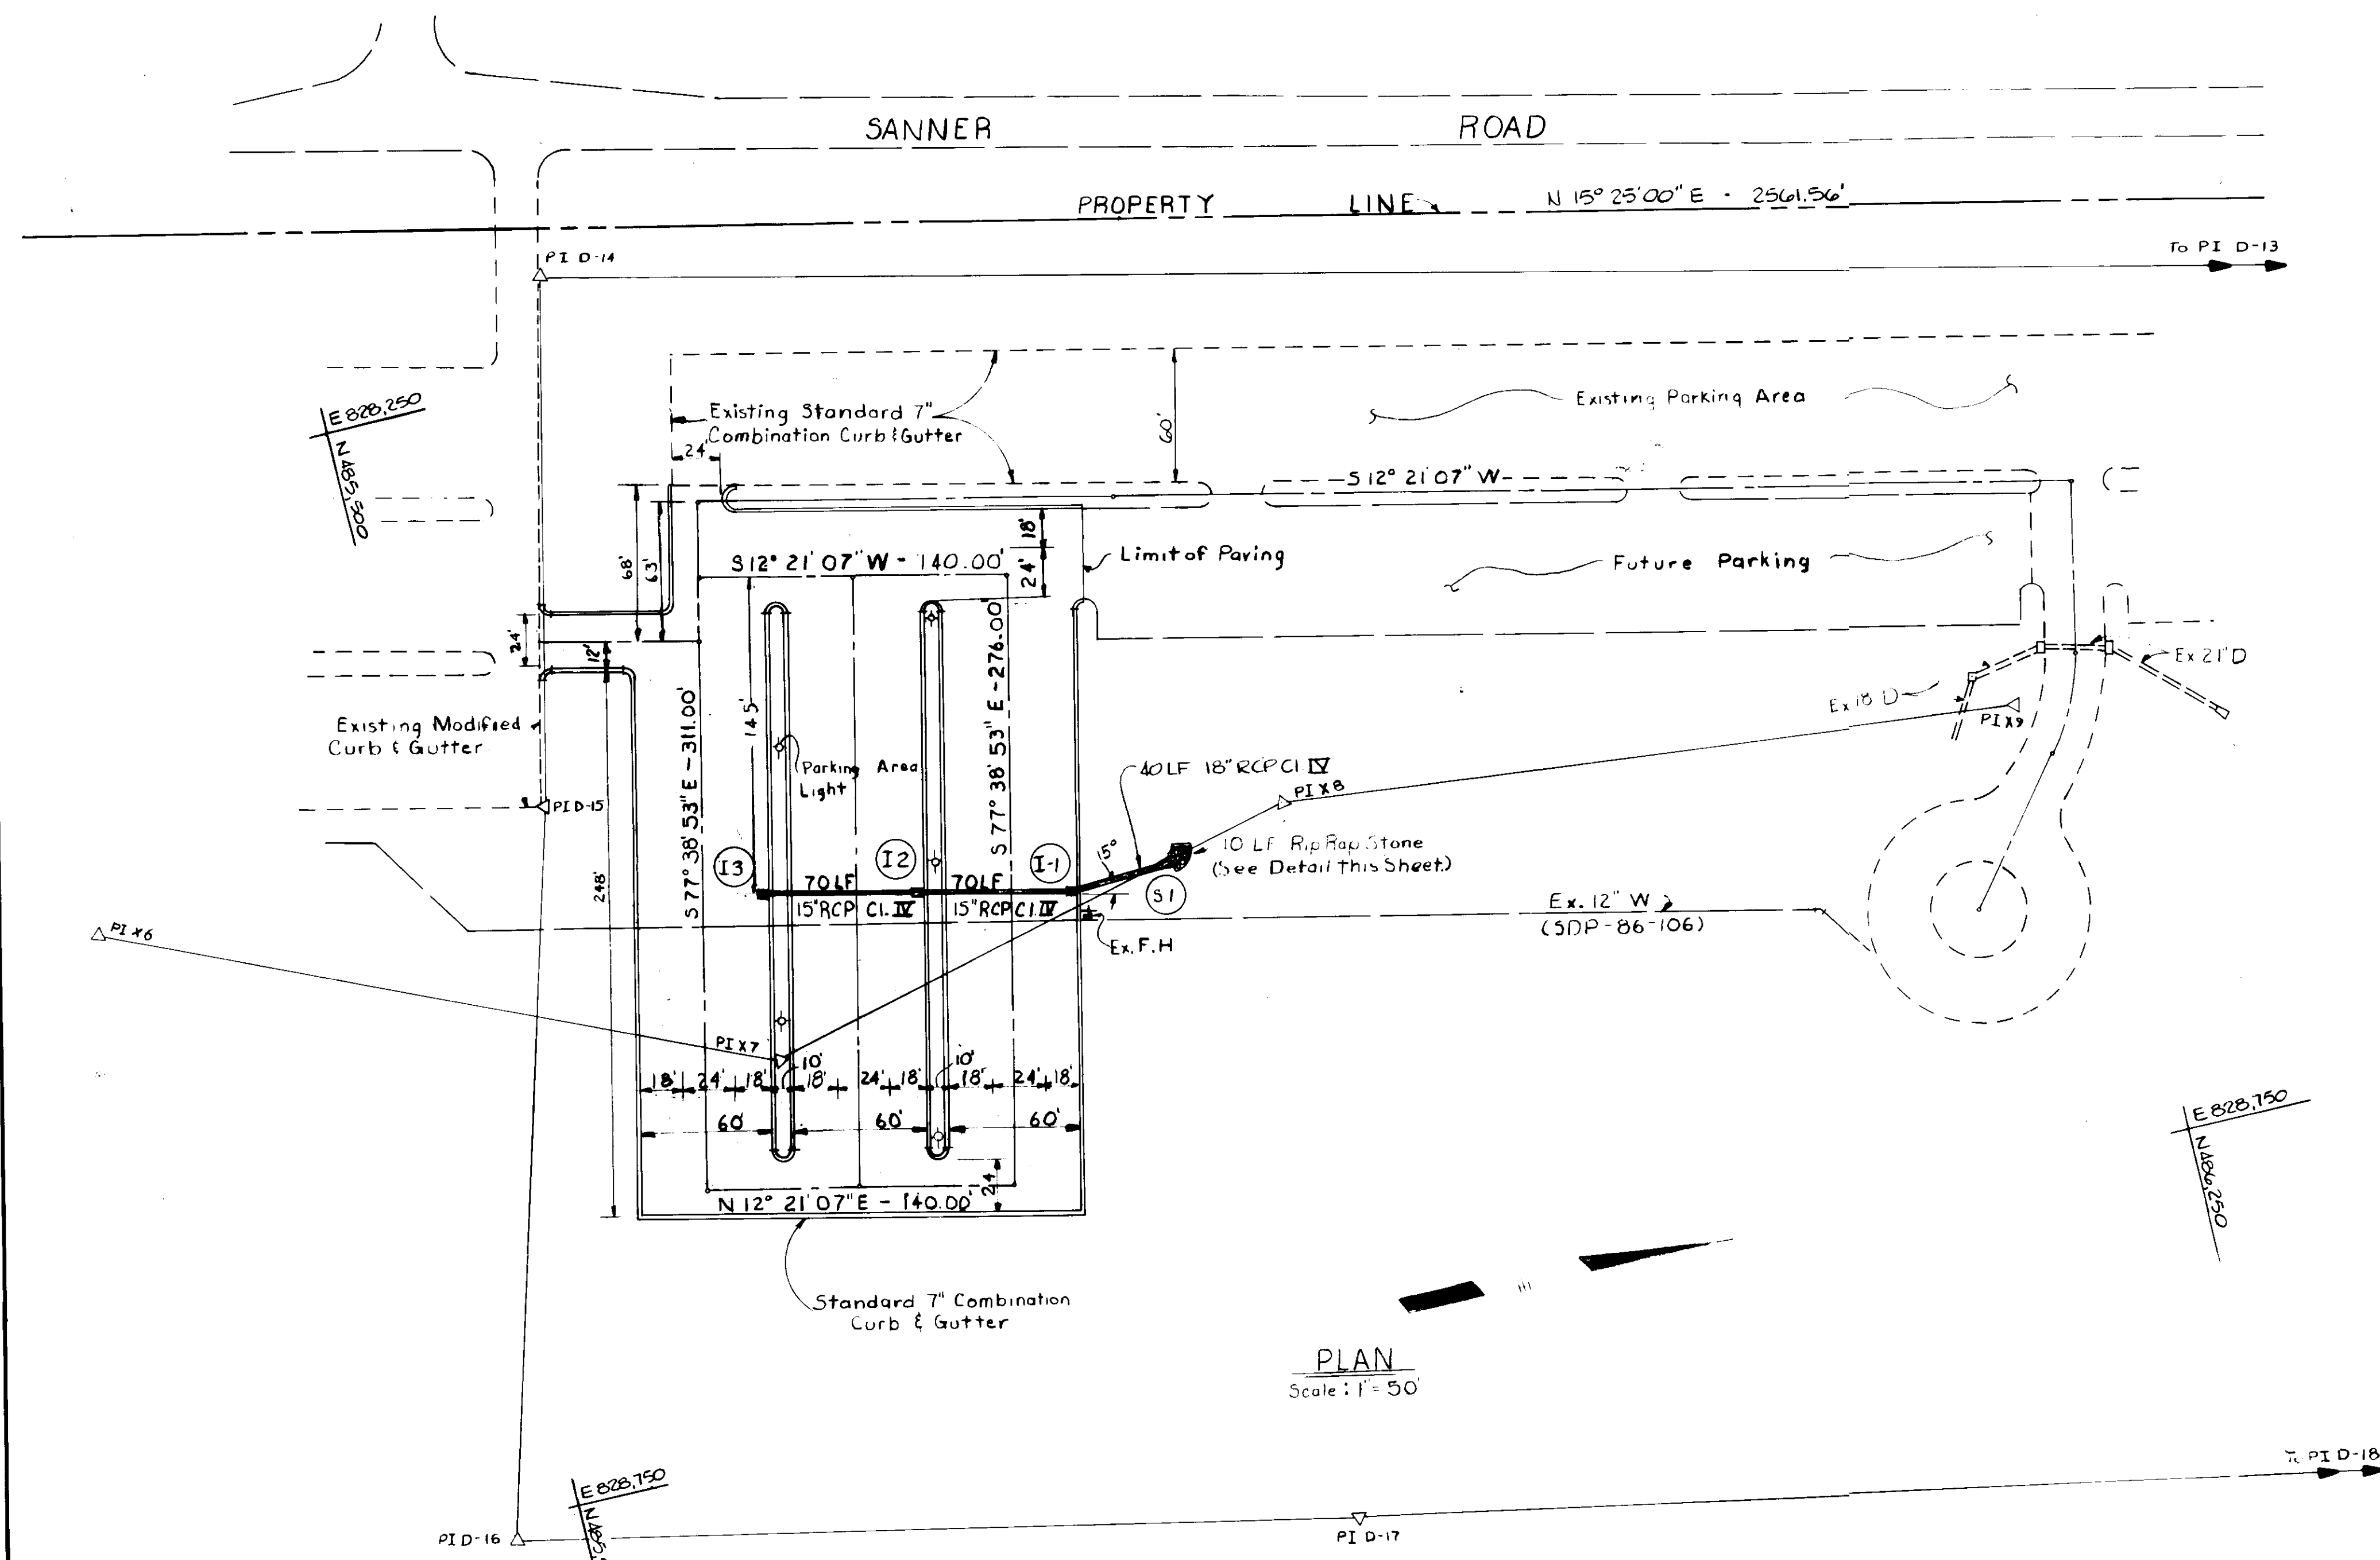 SANNER ROAD
PROPERTY LINE N 15° 25' 00" E - 2561.56'
PI D-14
To PI D-13
E 828,250
N 485,500
Existing Standard 7"
Combination Curb & Gutter
24'
60'
Existing Parking Area
S 12° 21' 07" W
68'
63'
18'
24'
S 12° 21' 07" W - 140.00'
Limit of Paving
Future Parking
24'
12'
145'
S 77° 38' 53" E - 311.00'
S 77° 38' 53" E - 276.00'
Existing Modified
Curb & Gutter
Parking Area
Light
PI D-15
Ex 21" D
Ex 18 D
PI X9
40 LF 18" RCP Cl. IV
PI X8
15°
10 LF Rip Rap Stone
(See Detail this Sheet.)
I3
I2
I-1
S1
70 LF
70 LF
15" RCP Cl. IV
15" RCP Cl. IV
248'
Ex. F.H
Ex. 12" W
(SDP-86-106)
PI X6
PI X7
10'
10'
18' 24' 18' 18' 24' 18' 18' 24' 18'
60' 60' 60'
24'
N 12° 21' 07" E - 140.00'
Standard 7" Combination
Curb & Gutter
E 828,750
N 486,250
PLAN
Scale: 1" = 50'
E 828,750
PI D-16
PI D-17
To PI D-18